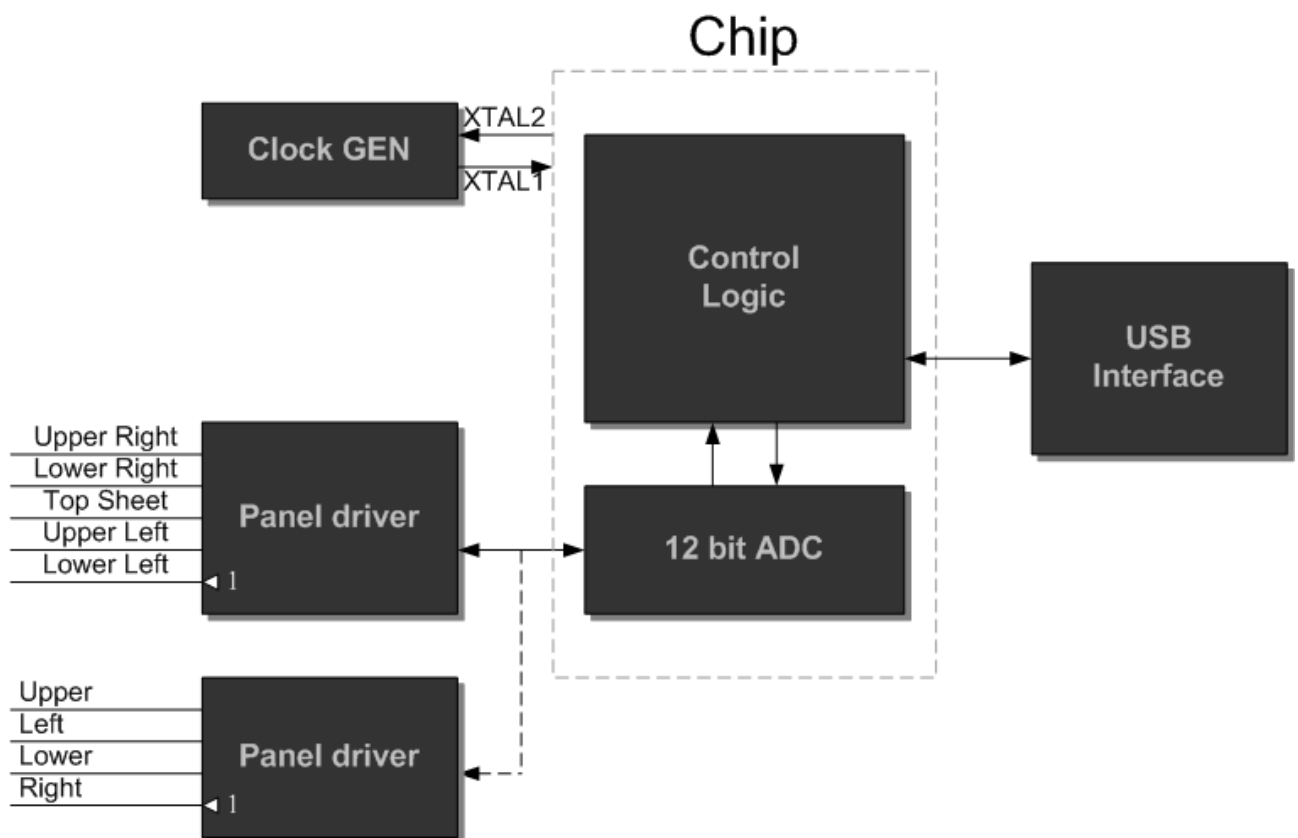 Chip
XTAL2
Clock GEN
XTAL1
Control
Logic
USB
Interface
Upper Right
Lower Right
Top Sheet
Upper Left
Lower Left
1
Panel driver
12 bit ADC
Upper
Left
Lower
Right
1
Panel driver